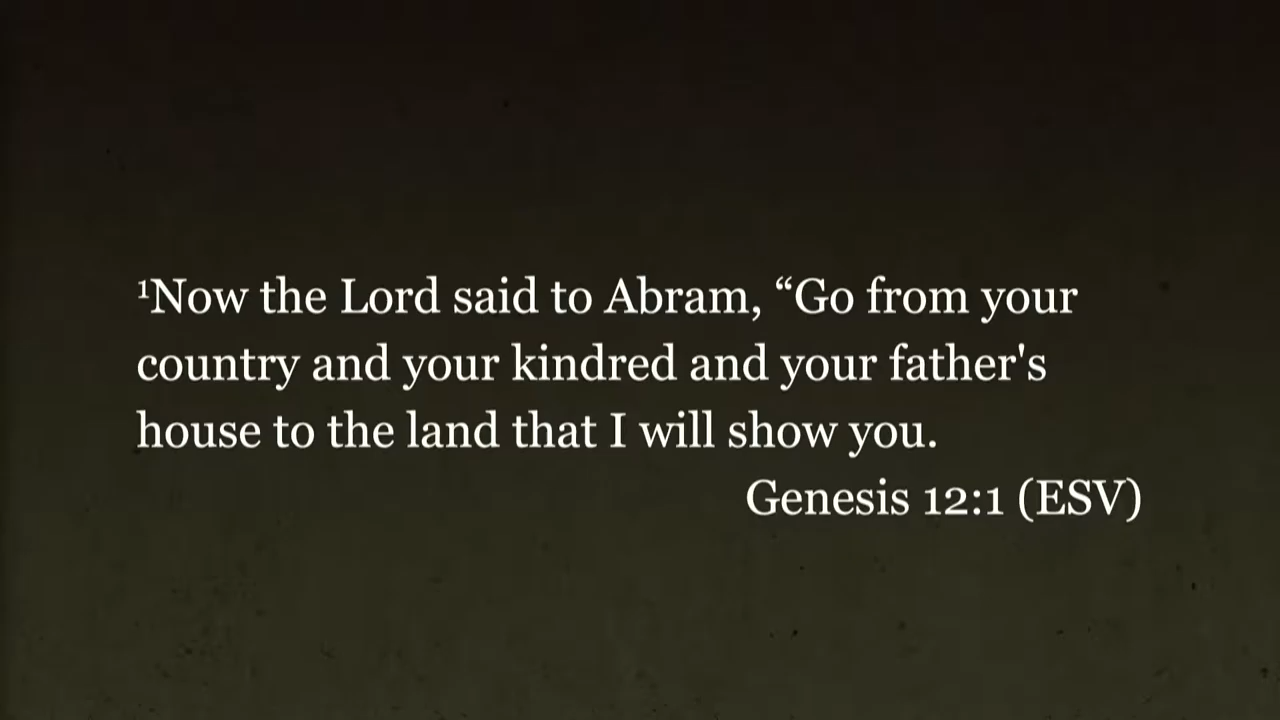 ¹Now the Lord said to Abram, “Go from your
country and your kindred and your father's
house to the land that I will show you.
Genesis 12:1 (ESV)